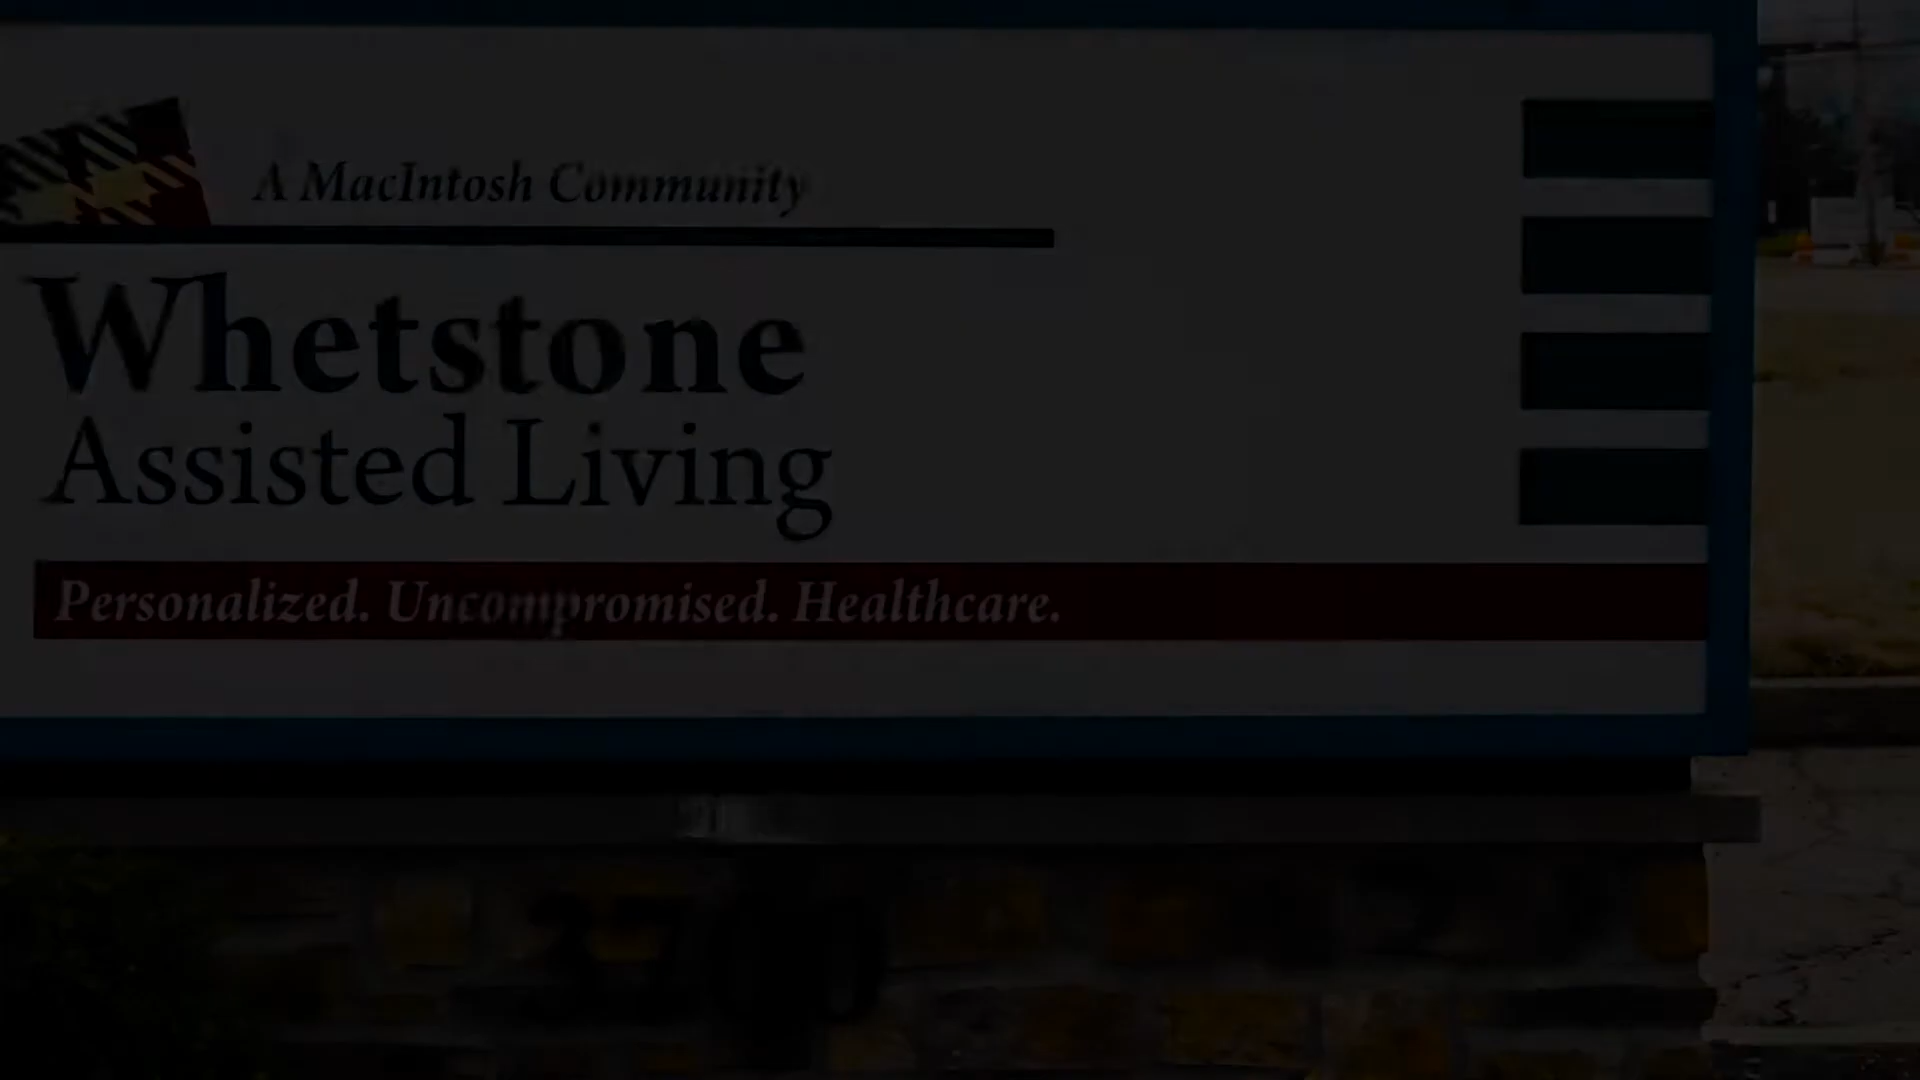 A MacIntosh Community
Whetstone
Assisted Living
Personalized. Uncompromised. Healthcare.